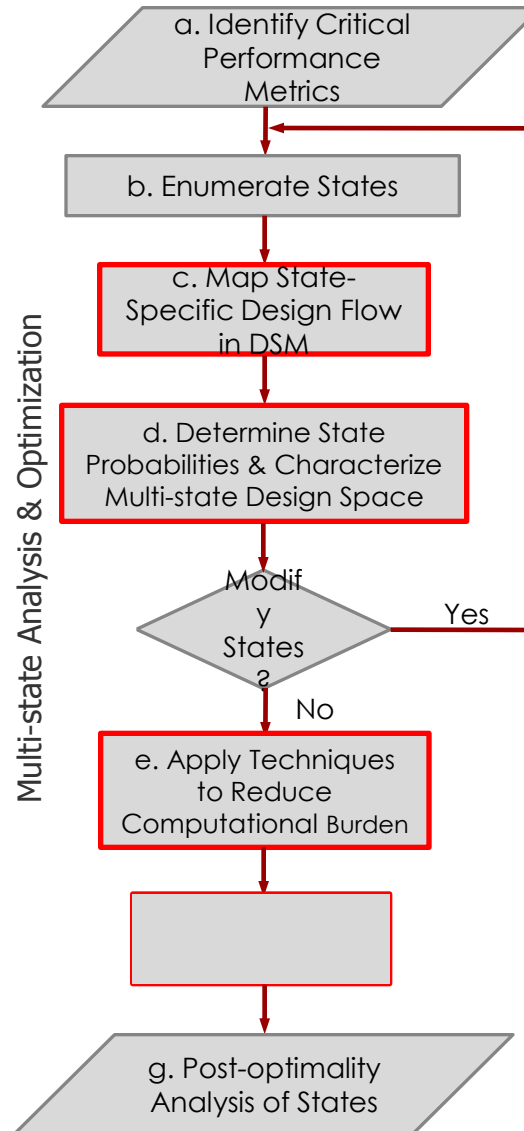 a. Identify Critical
Performance
Metrics
b. Enumerate States
c. Map State-
Specific Design Flow
in DSM
d. Determine State
Probabilities & Characterize
Multi-state Design Space
Modif
y
States
?
Yes
No
e. Apply Techniques
to Reduce
Computational Burden
g. Post-optimality
Analysis of States
Multi-state Analysis & Optimization